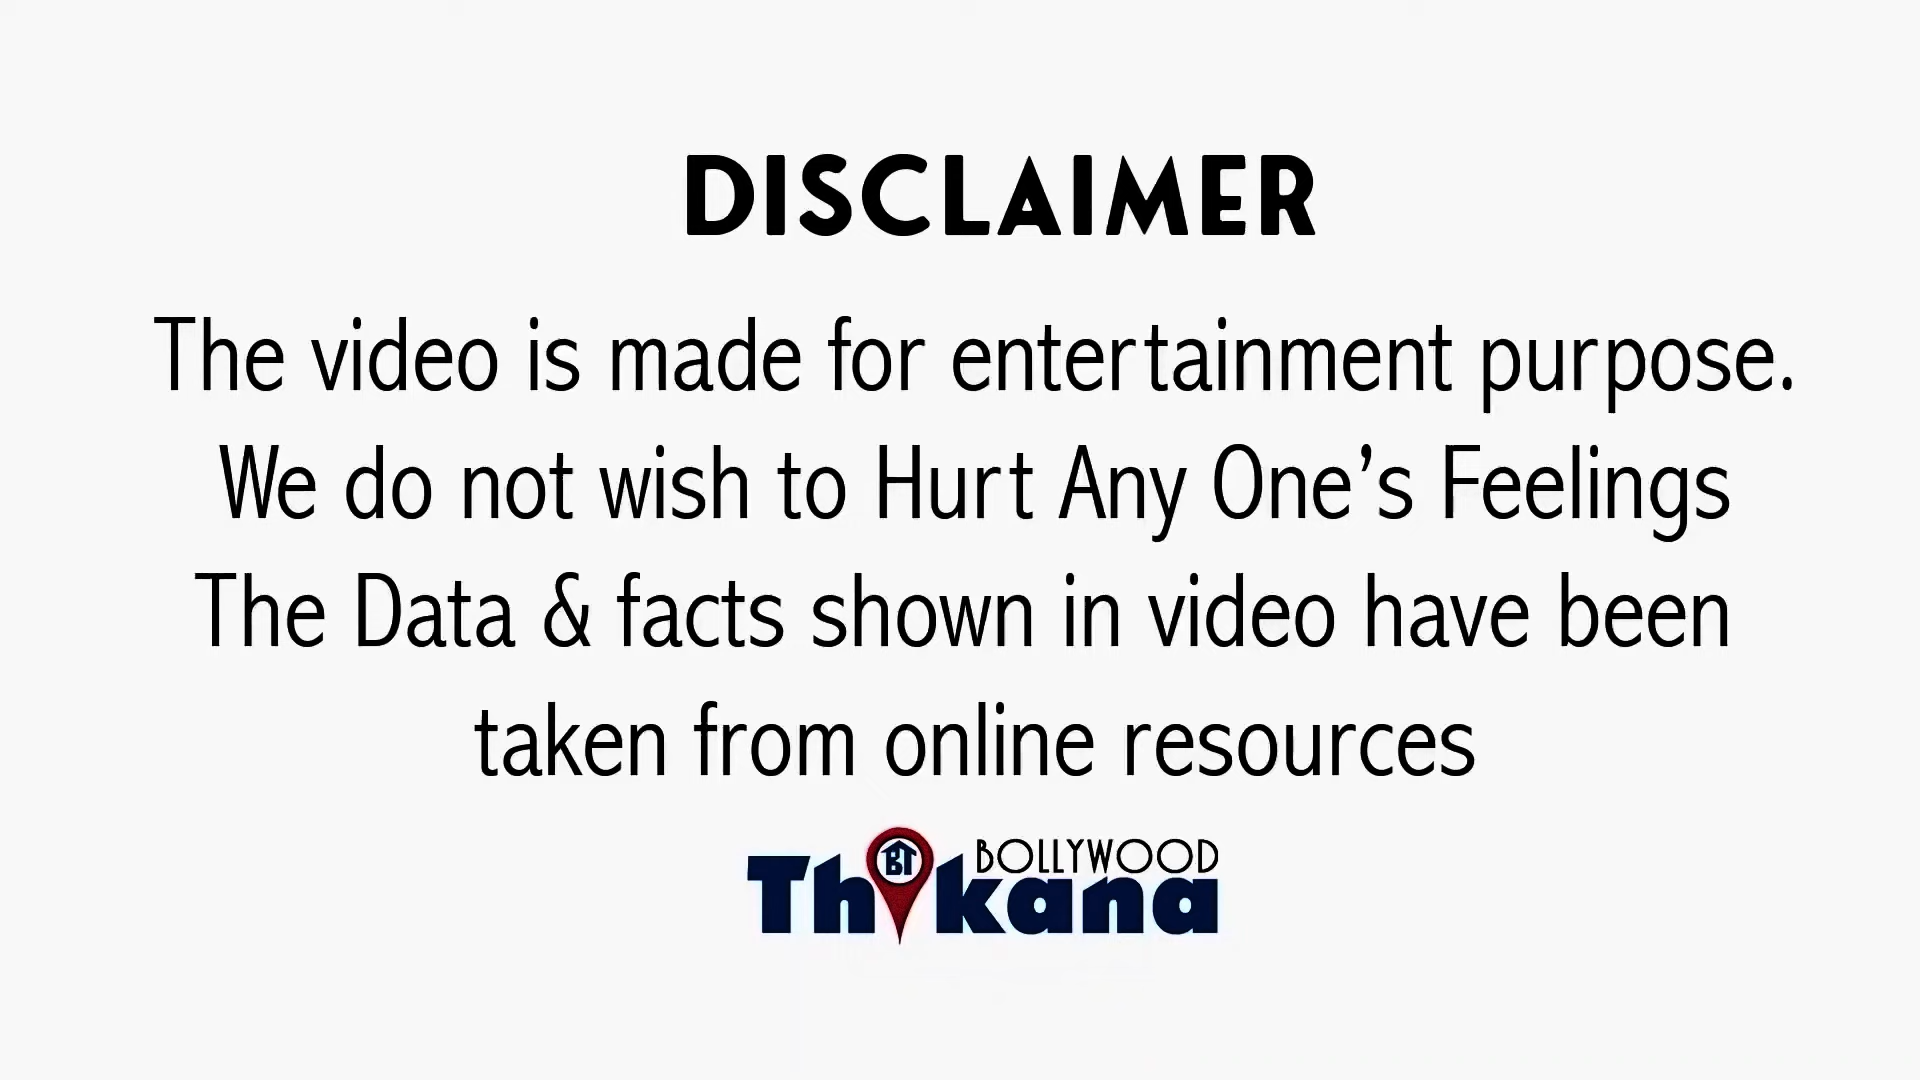 DISCLAIMER
The video is made for entertainment purpose.
We do not wish to Hurt Any One's Feelings
The Data & facts shown in video have been
taken from online resources
BOLLYWOOD
BT
Thikana